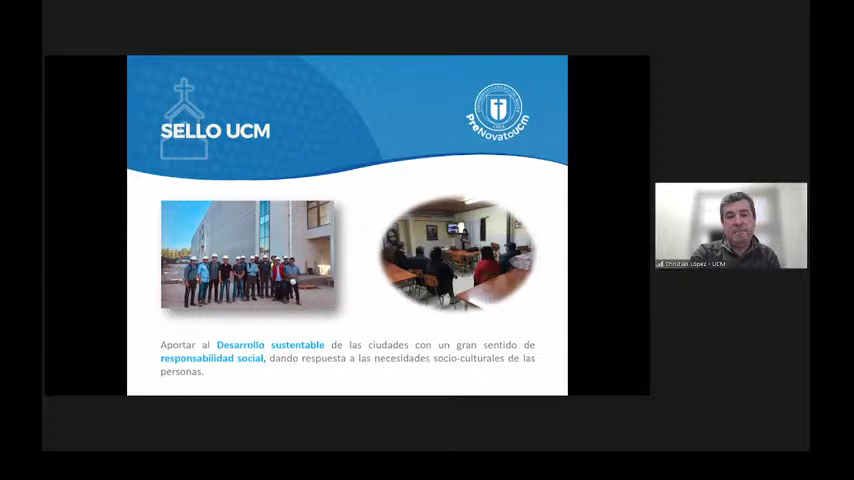 SELLO UCM
PreNovatoucm
Aportar al Desarrollo sustentable de las ciudades con un gran sentido de
responsabilidad social, dando respuesta a las necesidades socio-culturales de las
personas.
Christian López - UCM